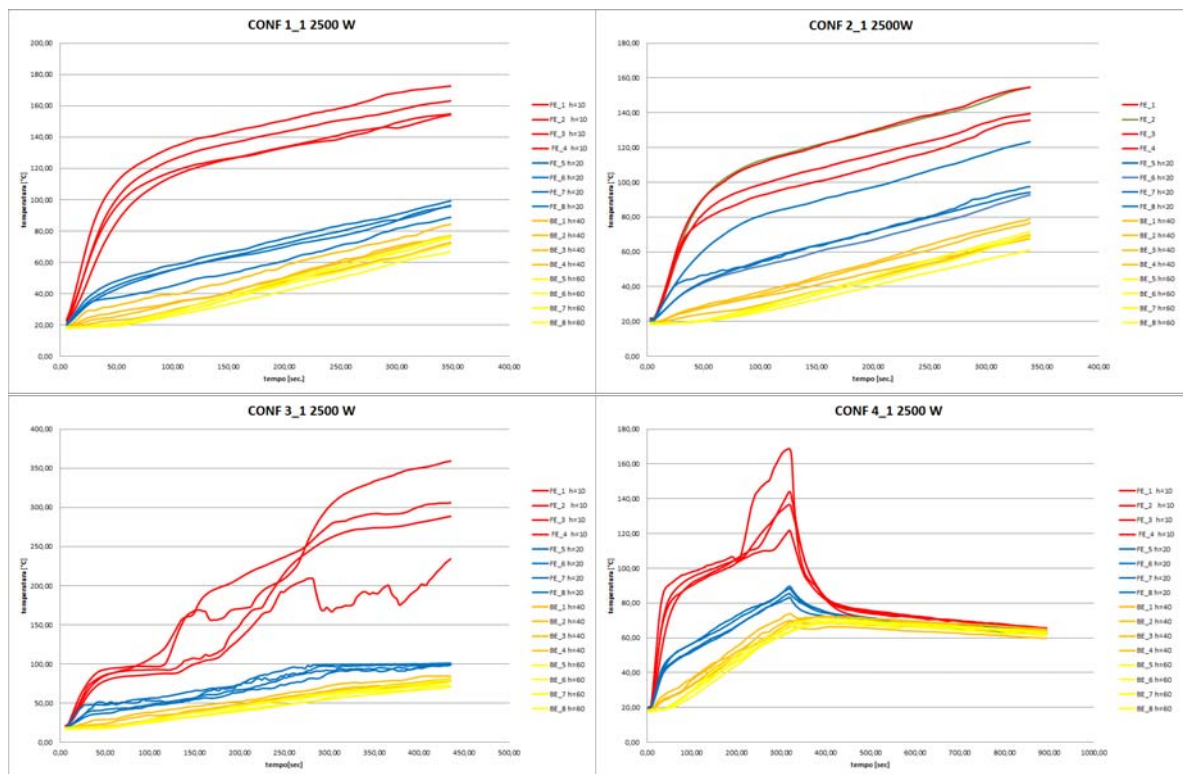 CONF 1_1 2500 W
200,00
180,00
160,00
140,00
120,00
100,00
80,00
60,00
40,00
20,00
0,00
temperatura [°C]
0,00 50,00 100,00 150,00 200,00 250,00 300,00 350,00 400,00
tempo [sec.]
FE_1 h=10
FE_2 h=10
FE_3 h=10
FE_4 h=10
FE_5 h=20
FE_6 h=20
FE_7 h=20
FE_8 h=20
BE_1 h=40
BE_2 h=40
BE_3 h=40
BE_4 h=40
BE_5 h=60
BE_6 h=60
BE_7 h=60
BE_8 h=60
CONF 2_1 2500W
180,00
160,00
140,00
120,00
100,00
80,00
60,00
40,00
20,00
0,00
temperatura [°C]
0,00 50,00 100,00 150,00 200,00 250,00 300,00 350,00 400,00
tempo [sec.]
FE_1
FE_2
FE_3
FE_4
FE_5 h=20
FE_6 h=20
FE_7 h=20
FE_8 h=20
BE_1 h=40
BE_2 h=40
BE_3 h=40
BE_4 h=40
BE_5 h=60
BE_6 h=60
BE_7 h=60
BE_8 h=60
CONF 3_1 2500 W
400,00
350,00
300,00
250,00
200,00
150,00
100,00
50,00
0,00
temperatura [°C]
0,00 50,00 100,00 150,00 200,00 250,00 300,00 350,00 400,00 450,00 500,00
tempo[sec]
FE_1 h=10
FE_2 h=10
FE_3 h=10
FE_4 h=10
FE_5 h=20
FE_6 h=20
FE_7 h=20
FE_8 h=20
BE_1 h=40
BE_2 h=40
BE_3 h=40
BE_4 h=40
BE_5 h=60
BE_6 h=60
BE_7 h=60
BE_8 h=60
CONF 4_1 2500 W
180,00
160,00
140,00
120,00
100,00
80,00
60,00
40,00
20,00
0,00
temperatura [°C]
0,00 100,00 200,00 300,00 400,00 500,00 600,00 700,00 800,00 900,00 1000,00
tempo [sec]
FE_1 h=10
FE_2 h=10
FE_3 h=10
FE_4 h=10
FE_5 h=20
FE_6 h=20
FE_7 h=20
FE_8 h=20
BE_1 h=40
BE_2 h=40
BE_3 h=40
BE_4 h=40
BE_5 h=60
BE_6 h=60
BE_7 h=60
BE_8 h=60